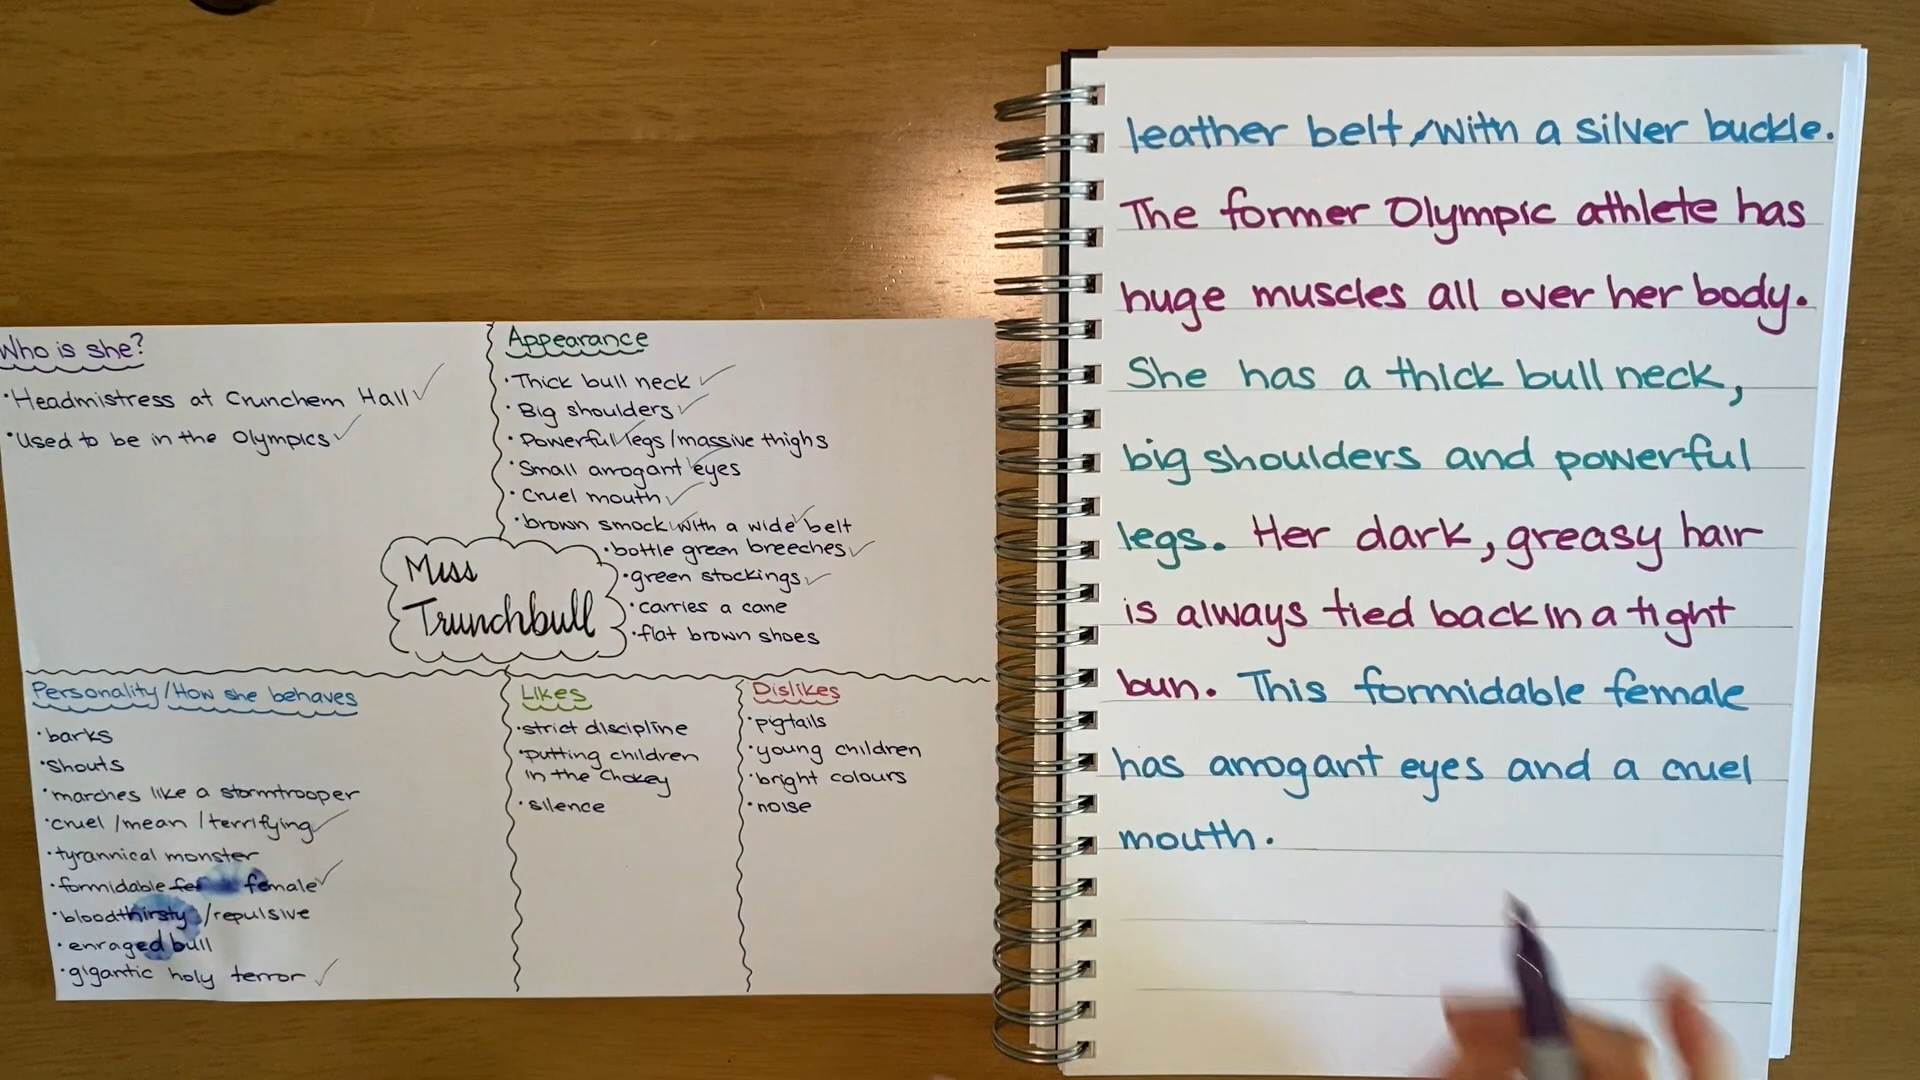 Who is she?
·Headmistress at Crunchem Hall ✓
·Used to be in the Olympics ✓
Appearance
·Thick bull neck ✓
·Big shoulders ✓
·Powerful legs/massive thighs
·Small arrogant eyes
·Cruel mouth ✓
·brown smock with a wide belt
·bottle green breeches ✓
·green stockings ✓
·carries a cane
·flat brown shoes
Miss
Trunchbull
Personality/How she behaves
·barks
·Shouts
·marches like a stormtrooper
·cruel/mean/terrifying ✓
·tyrannical monster
·formidable fe female ✓
·bloodthirsty/repulsive
·enraged bull
·gigantic holy terror ✓
Likes
·strict discipline
·putting children
in the Chokey
·silence
Dislikes
·pigtails
·young children
·bright colours
·noise
leather belt with a silver buckle.
The former Olympic athlete has
huge muscles all over her body.
She has a thick bull neck,
big shoulders and powerful
legs. Her dark, greasy hair
is always tied back in a tight
bun. This formidable female
has arrogant eyes and a cruel
mouth.